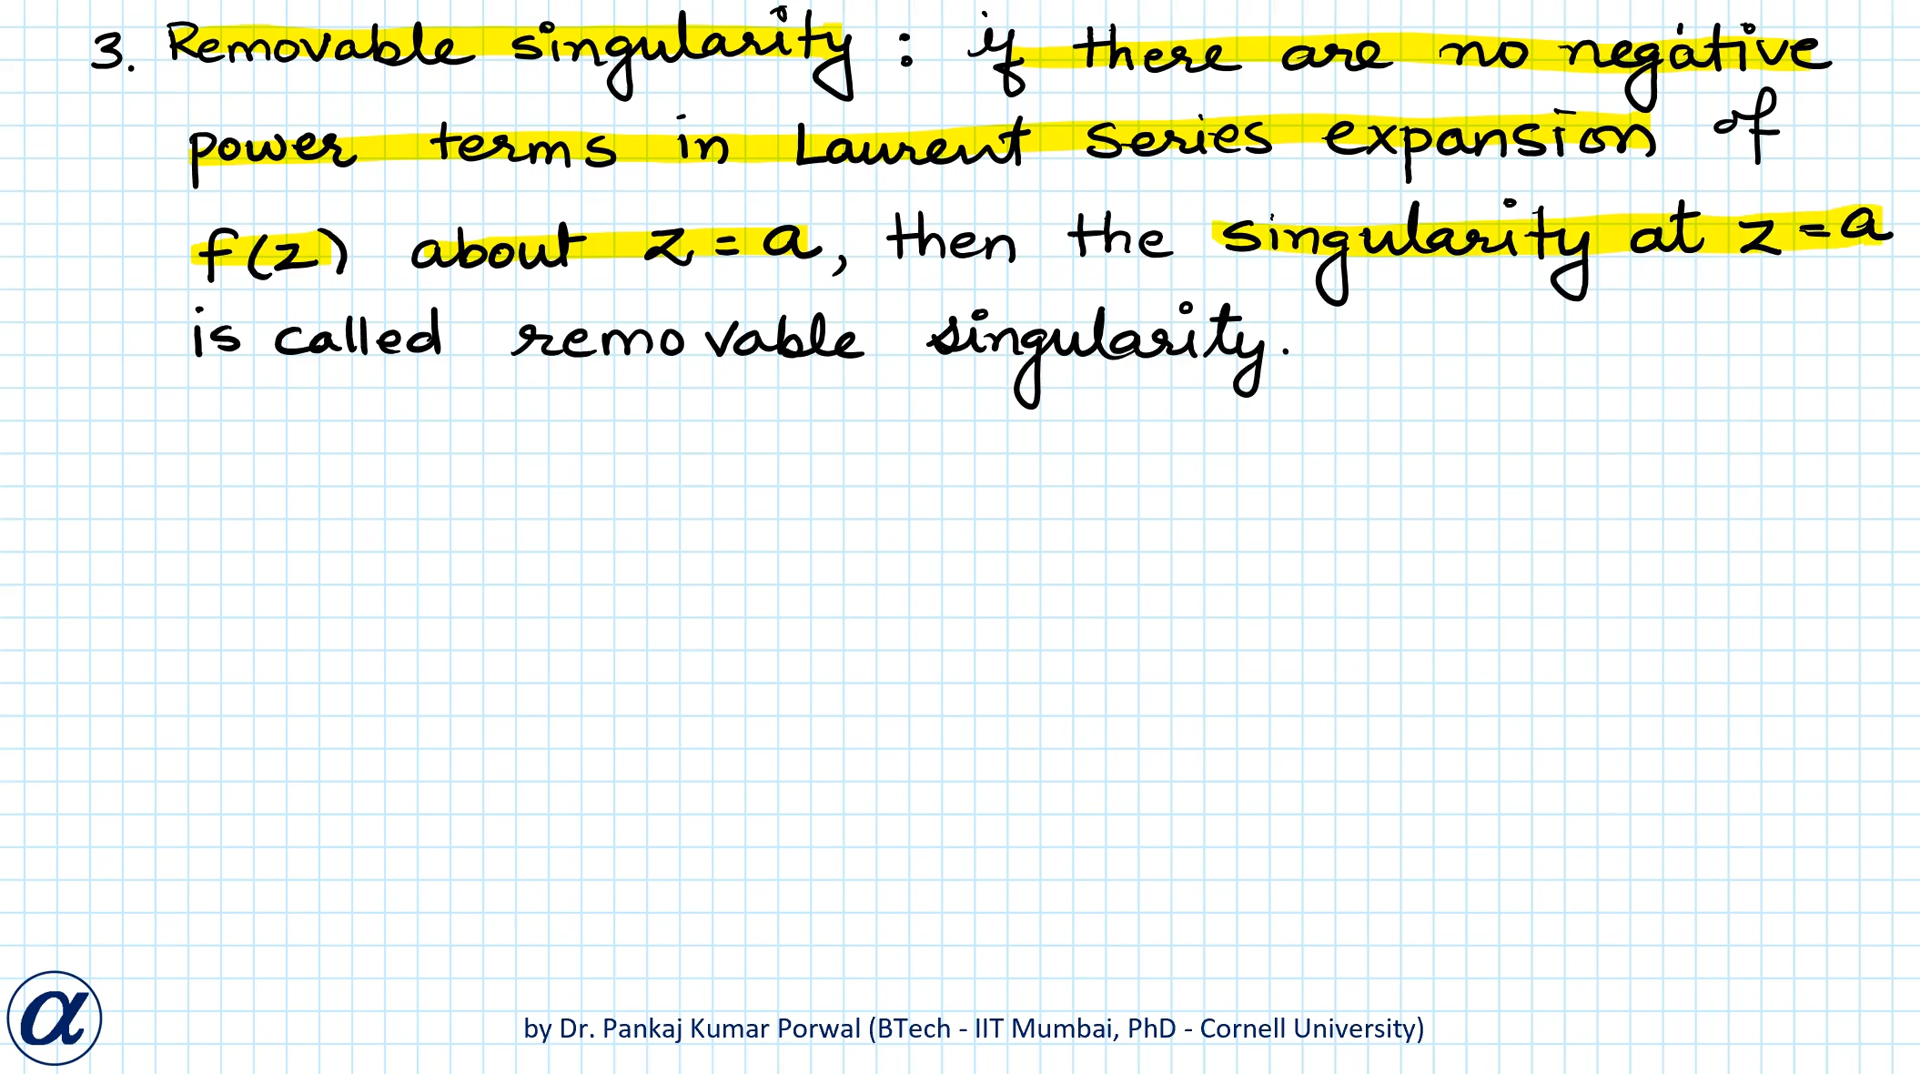 3. Removable singularity : if there are no negative
power terms in Laurent series expansion of
f(z) about z = a, then the singularity at z = a
is called removable singularity.
α
by Dr. Pankaj Kumar Porwal (BTech - IIT Mumbai, PhD - Cornell University)